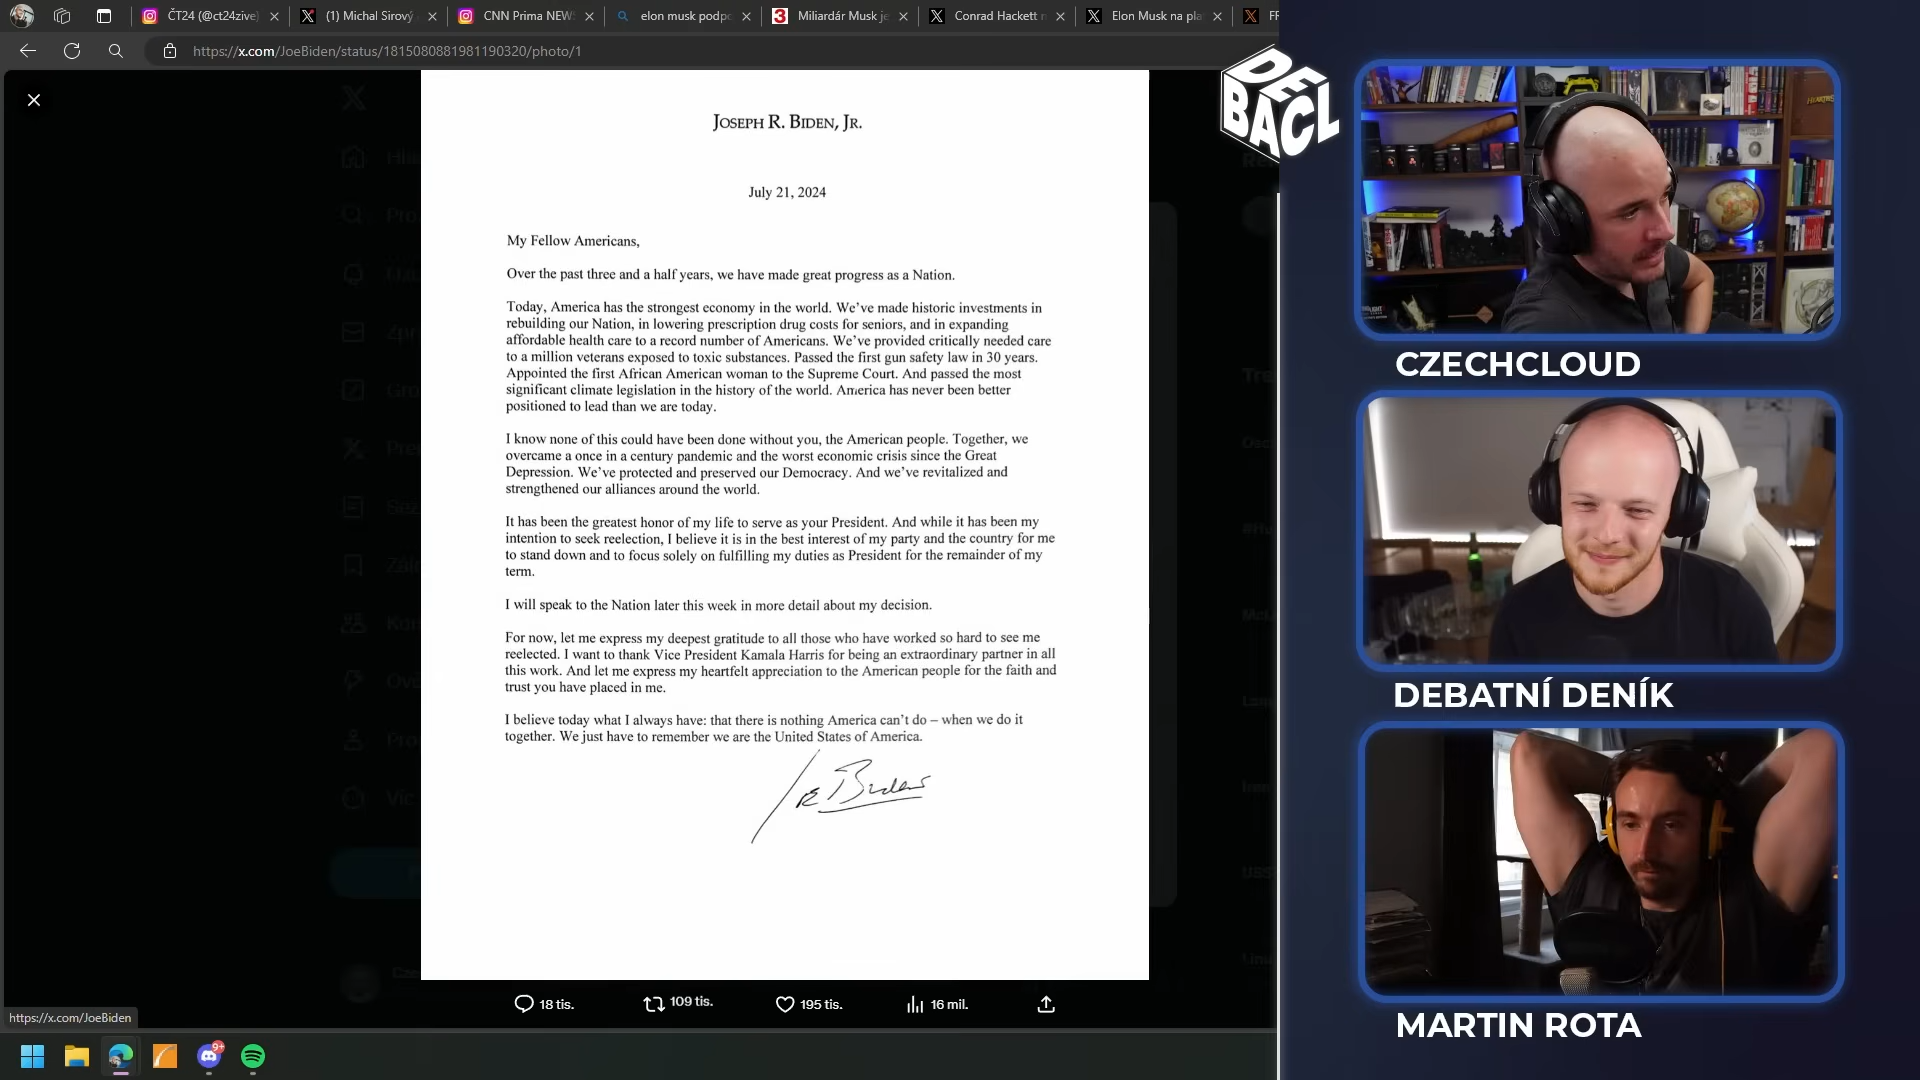 ČT24 (@ct24zive)
(1) Michal Sirový
CNN Prima NEWS
elon musk podpo
Miliardár Musk je
Conrad Hackett n
Elon Musk na pla
FF
https://x.com/JoeBiden/status/1815080881981190320/photo/1
JOSEPH R. BIDEN, JR.
July 21, 2024
My Fellow Americans,
Over the past three and a half years, we have made great progress as a Nation.
Today, America has the strongest economy in the world. We've made historic investments in
rebuilding our Nation, in lowering prescription drug costs for seniors, and in expanding
affordable health care to a record number of Americans. We've provided critically needed care
to a million veterans exposed to toxic substances. Passed the first gun safety law in 30 years.
Appointed the first African American woman to the Supreme Court. And passed the most
significant climate legislation in the history of the world. America has never been better
positioned to lead than we are today.
I know none of this could have been done without you, the American people. Together, we
overcame a once in a century pandemic and the worst economic crisis since the Great
Depression. We've protected and preserved our Democracy. And we've revitalized and
strengthened our alliances around the world.
It has been the greatest honor of my life to serve as your President. And while it has been my
intention to seek reelection, I believe it is in the best interest of my party and the country for me
to stand down and to focus solely on fulfilling my duties as President for the remainder of my
term.
I will speak to the Nation later this week in more detail about my decision.
For now, let me express my deepest gratitude to all those who have worked so hard to see me
reelected. I want to thank Vice President Kamala Harris for being an extraordinary partner in all
this work. And let me express my heartfelt appreciation to the American people for the faith and
trust you have placed in me.
I believe today what I always have: that there is nothing America can't do – when we do it
together. We just have to remember we are the United States of America.
Joe Biden
18 tis.
109 tis.
195 tis.
16 mil.
https://x.com/JoeBiden
9+
DEBACL
CZECHCLOUD
DEBATNÍ DENÍK
MARTIN ROTA